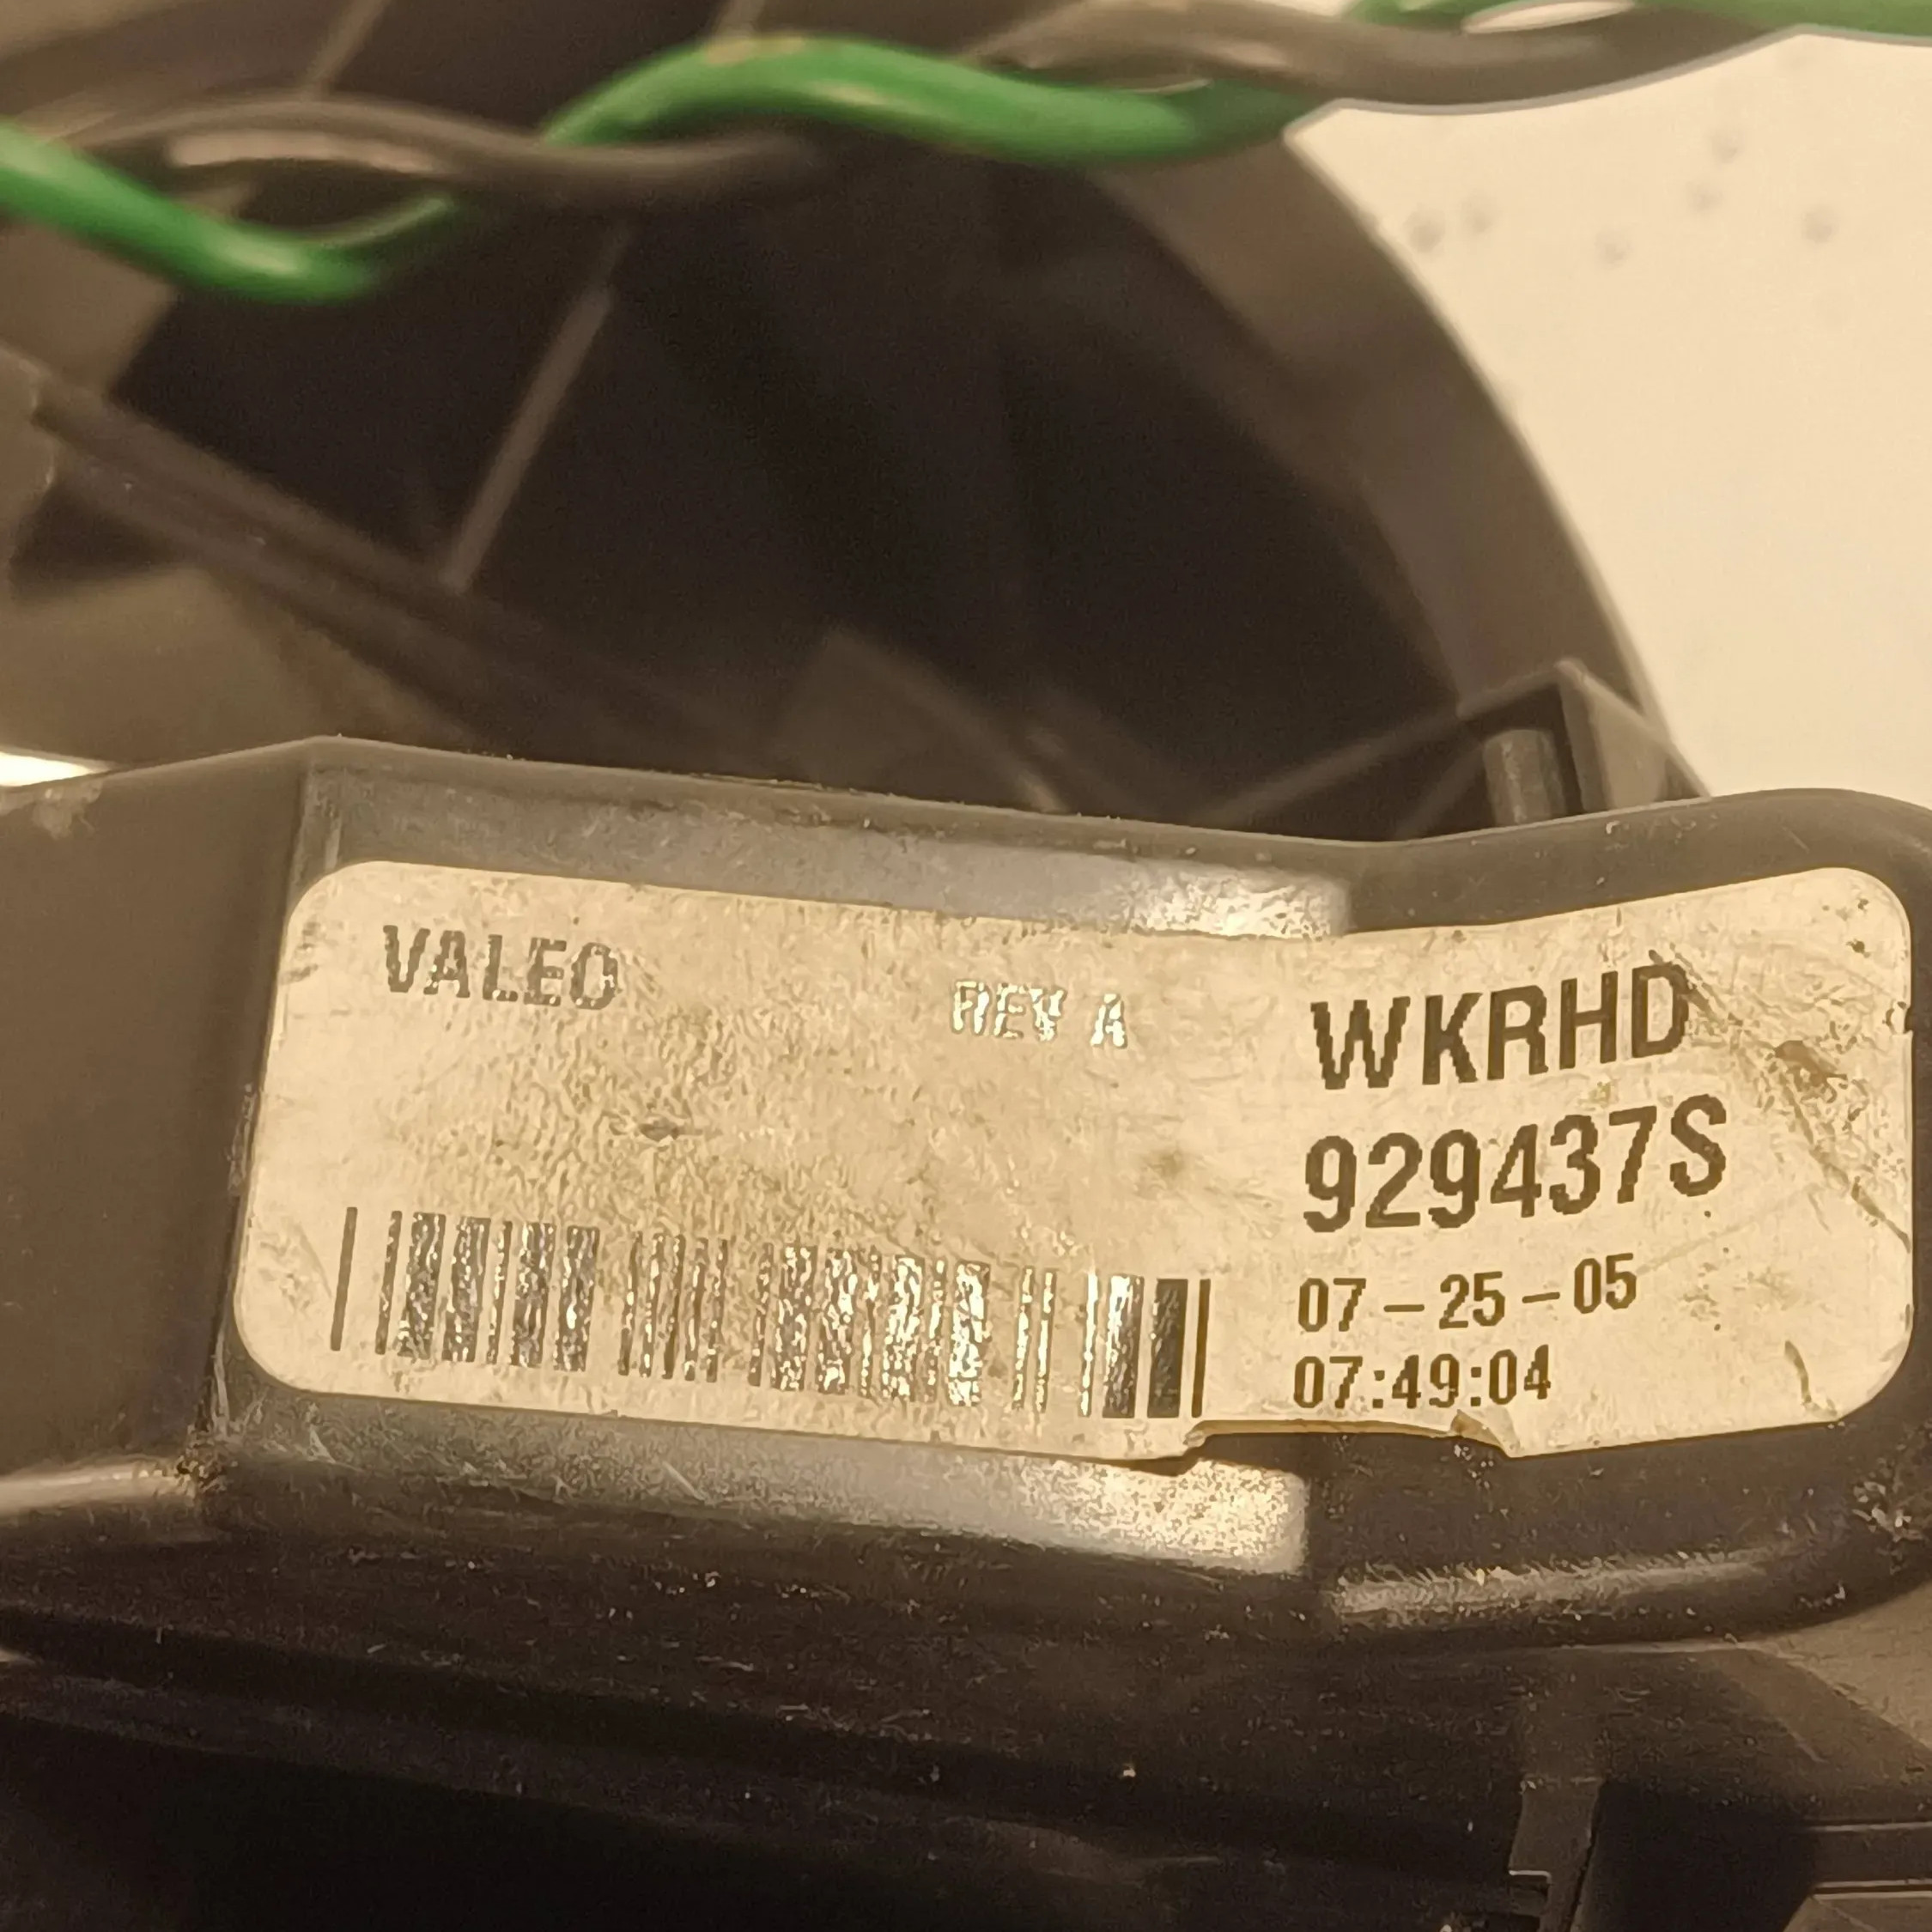 VALEO
REV A
WKRHD
929437S
07-25-05
07:49:04